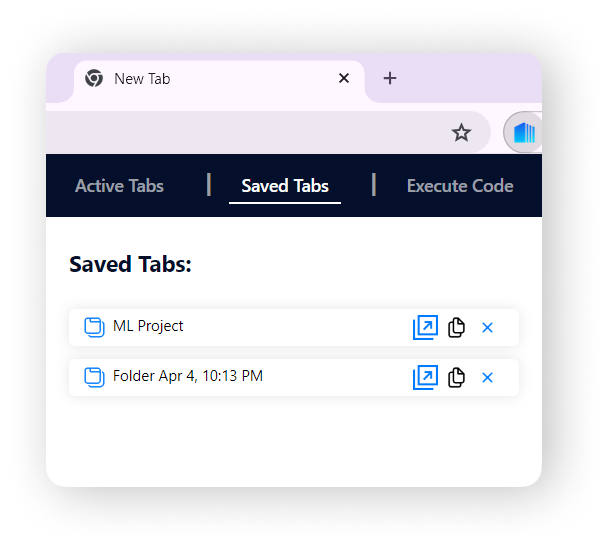 New Tab
Active Tabs | Saved Tabs | Execute Code
Saved Tabs:
ML Project
Folder Apr 4, 10:13 PM